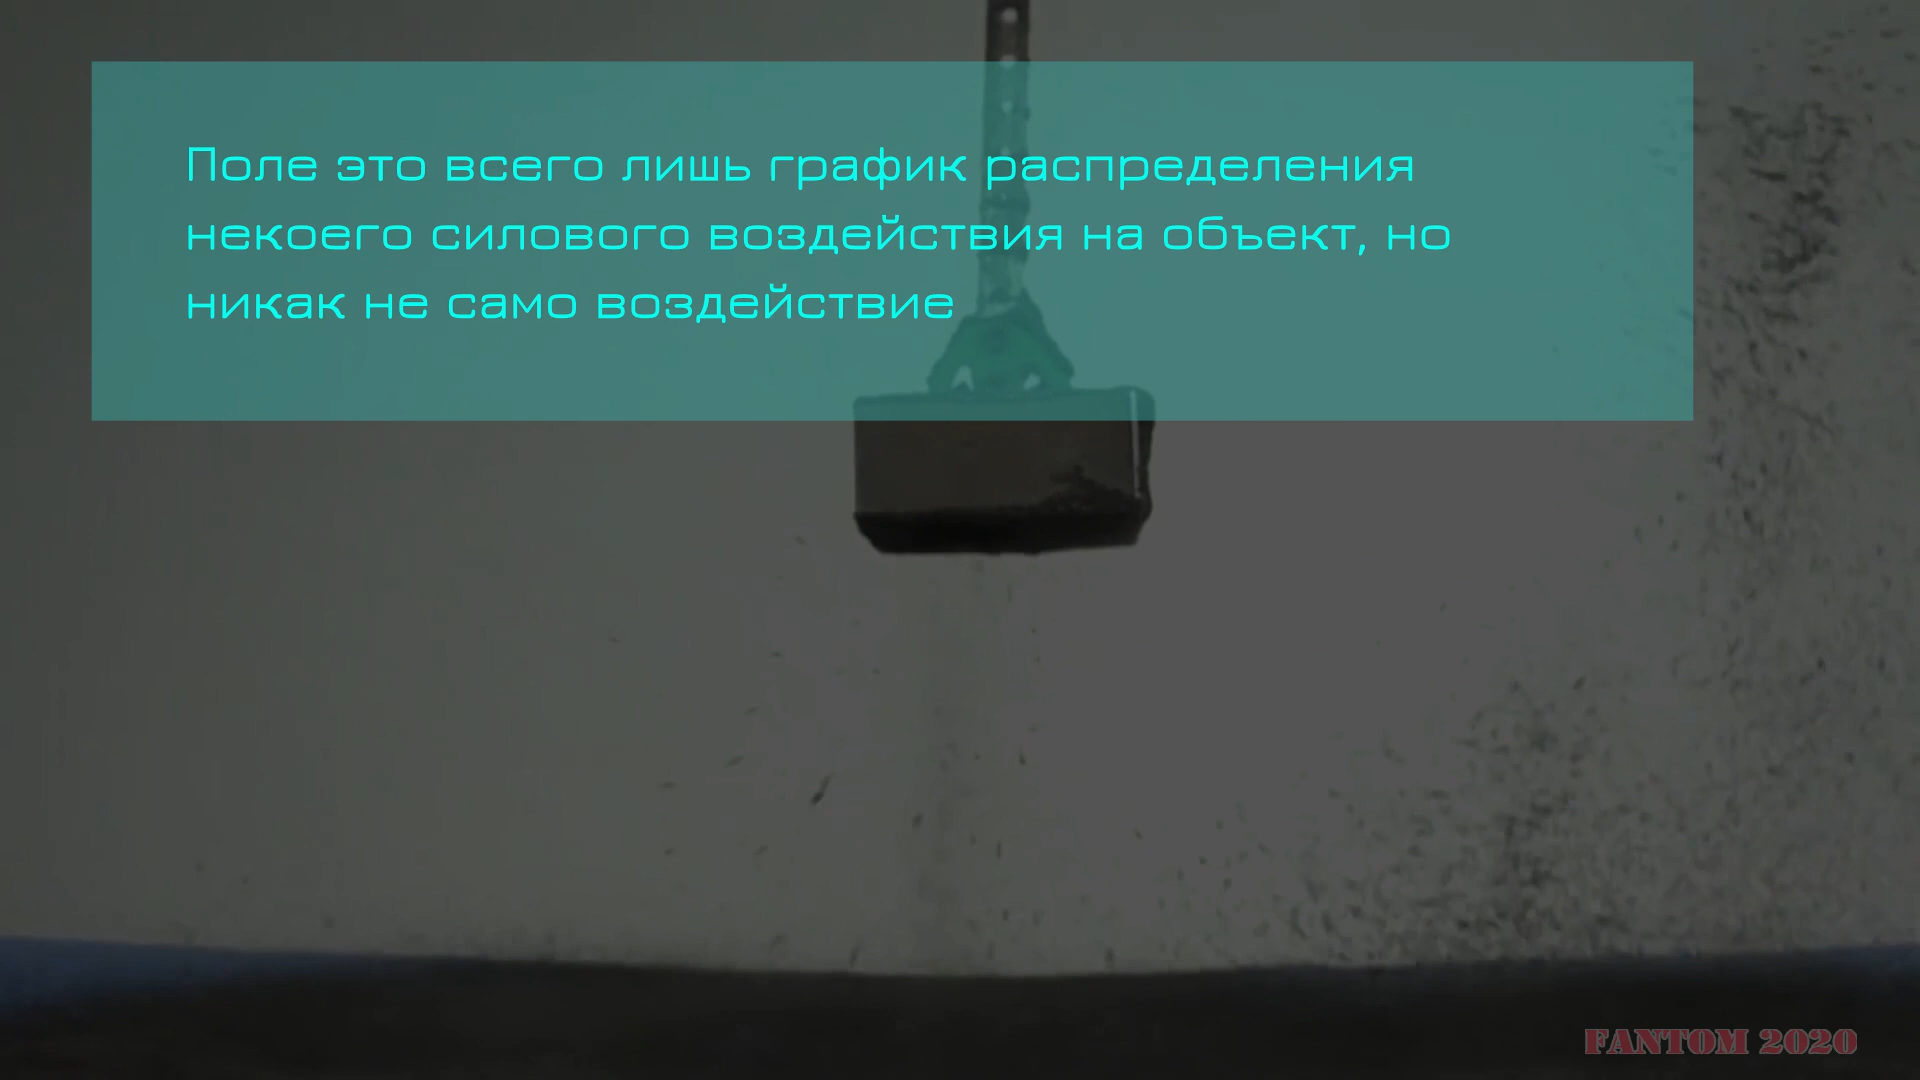 Поле это всего лишь график распределения
некоего силового воздействия на объект, но
никак не само воздействие
FANTOM 2020